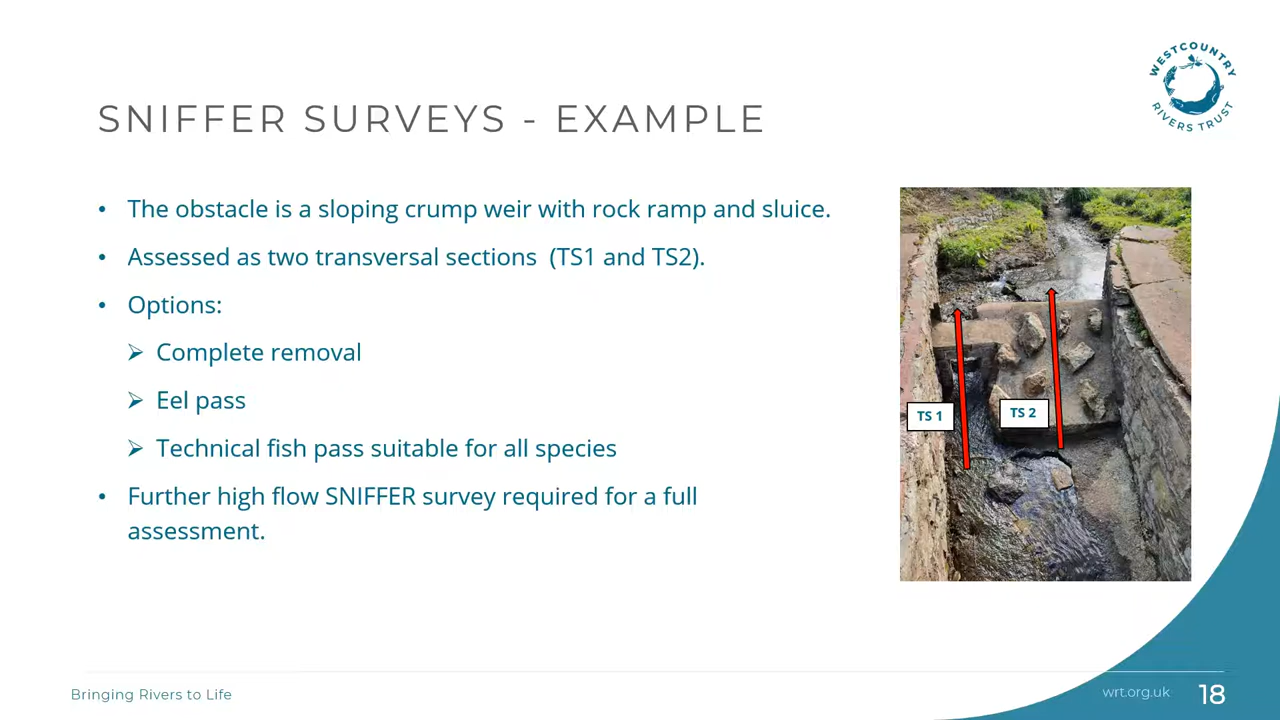 WESTCOUNTRY
RIVERS TRUST
SNIFFER SURVEYS - EXAMPLE
• The obstacle is a sloping crump weir with rock ramp and sluice.
• Assessed as two transversal sections (TS1 and TS2).
• Options:
➢ Complete removal
➢ Eel pass
➢ Technical fish pass suitable for all species
• Further high flow SNIFFER survey required for a full
assessment.
TS 1
TS 2
Bringing Rivers to Life
wrt.org.uk
18